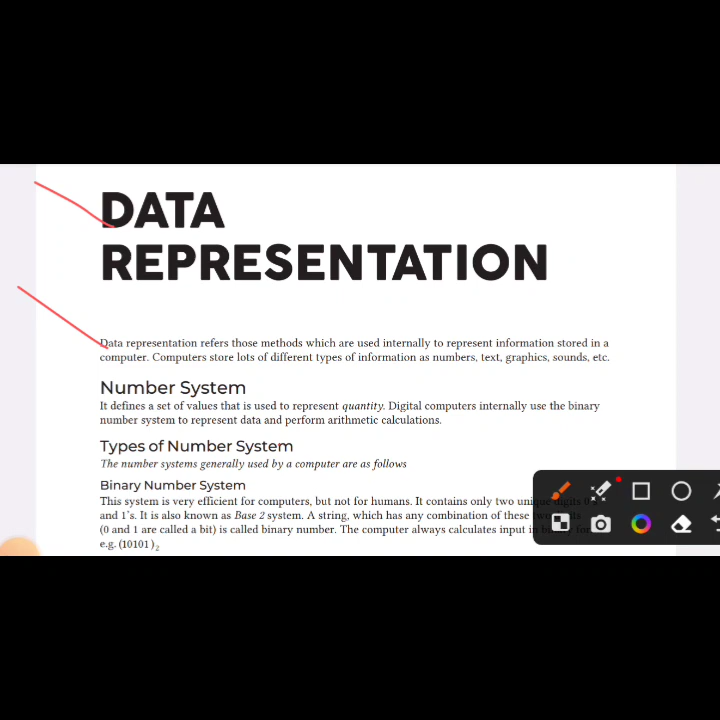 DATA
REPRESENTATION
Data representation refers those methods which are used internally to represent information stored in a
computer. Computers store lots of different types of information as numbers, text, graphics, sounds, etc.
Number System
It defines a set of values that is used to represent quantity. Digital computers internally use the binary
number system to represent data and perform arithmetic calculations.
Types of Number System
The number systems generally used by a computer are as follows
Binary Number System
This system is very efficient for computers, but not for humans. It contains only two unique digits 0's
and 1's. It is also known as Base 2 system. A string, which has any combination of these two
(0 and 1 are called a bit) is called binary number. The computer always calculates input in
e.g. (10101)₂